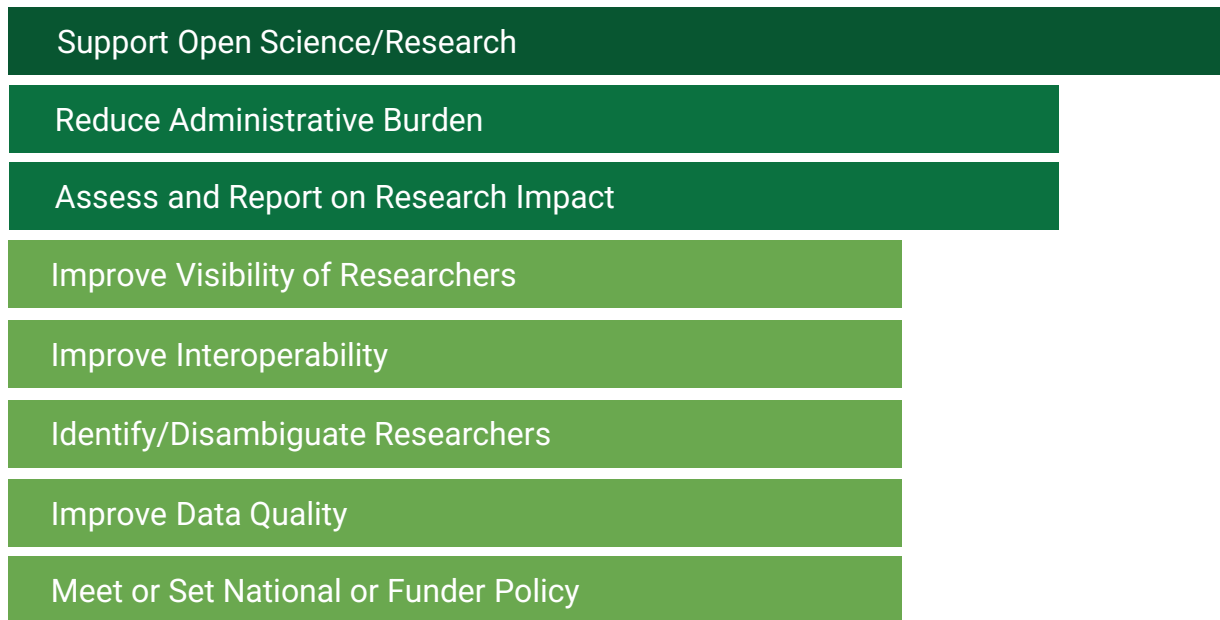 Support Open Science/Research
Reduce Administrative Burden
Assess and Report on Research Impact
Improve Visibility of Researchers
Improve Interoperability
Identify/Disambiguate Researchers
Improve Data Quality
Meet or Set National or Funder Policy